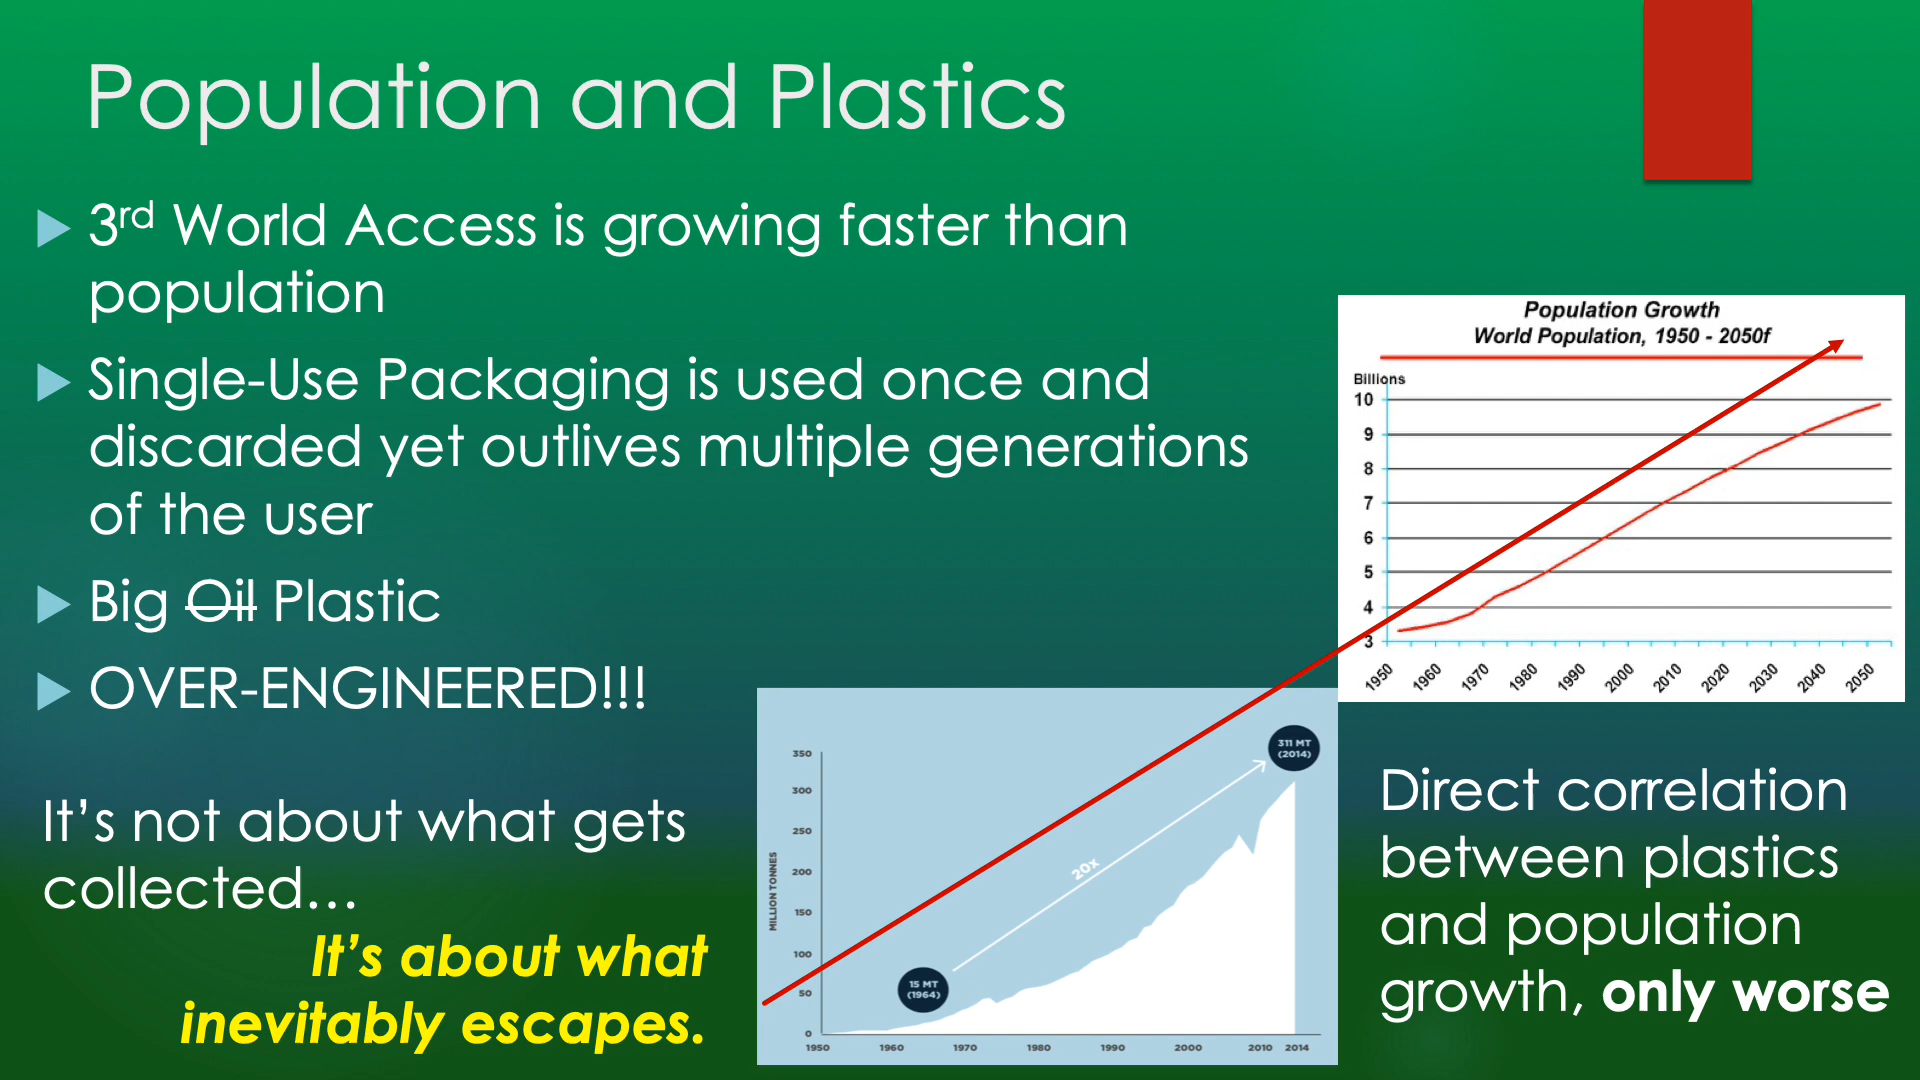 Population and Plastics
3rd World Access is growing faster than
population
Single-Use Packaging is used once and
discarded yet outlives multiple generations
of the user
Big Oil Plastic
OVER-ENGINEERED!!!
It's not about what gets
collected...
It's about what
inevitably escapes.
Population Growth
World Population, 1950 - 2050f
Billions
10
9
8
7
6
5
4
3
1950 1960 1970 1980 1990 2000 2010 2020 2030 2040 2050
MILLION TONNES
350
300
250
200
150
100
50
0
1950 1960 1970 1980 1990 2000 2010 2014
15 MT
(1964)
20x
311 MT
(2014)
Direct correlation
between plastics
and population
growth, only worse